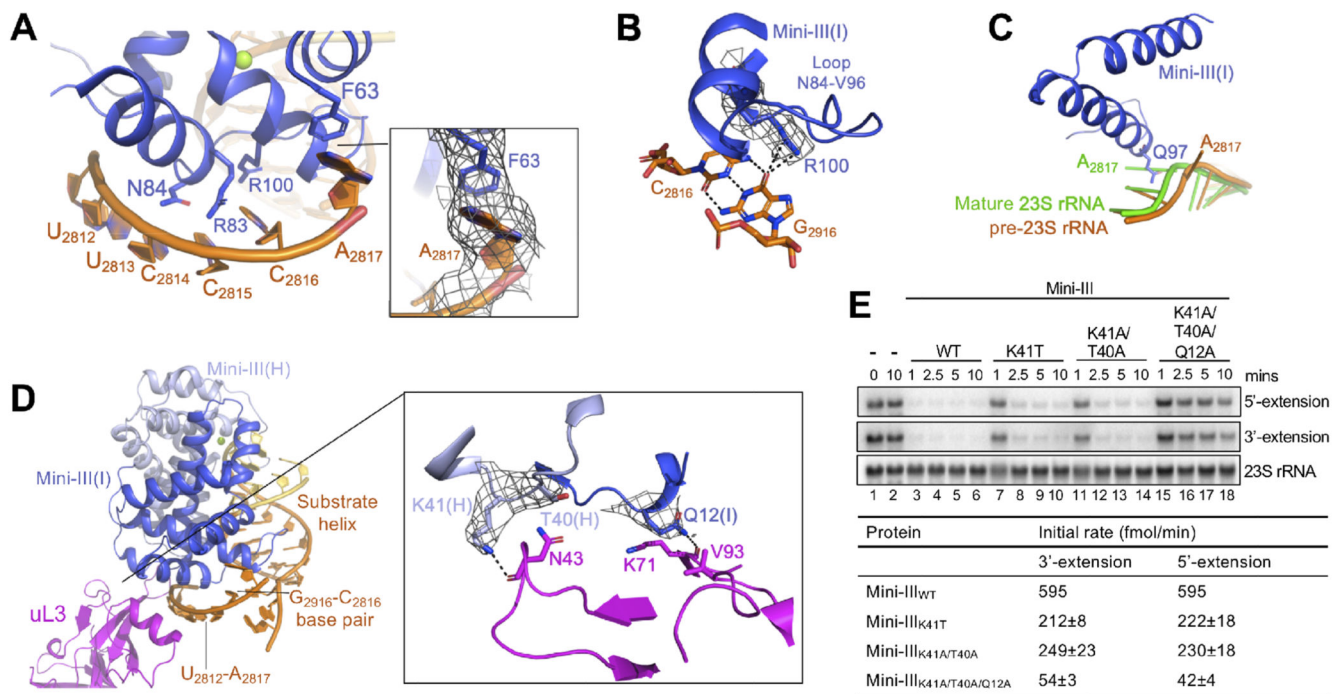 A
F63
N84
R100
R83
U2812
U2813
C2814
C2815
C2816
A2817
F63
A2817
B
Mini-III(I)
Loop
N84-V96
R100
C2816
G2916
C
Mini-III(I)
Q97
A2817
A2817
Mature 23S rRNA
pre-23S rRNA
D
Mini-III(H)
Mini-III(I)
Substrate
helix
uL3
G2916-C2816
base pair
U2812-A2817
K41(H)
T40(H)
Q12(I)
N43
K71
V93
E
Mini-III
K41A/
K41A/ T40A/
- - WT K41T T40A Q12A
0 10 1 2.5 5 10 1 2.5 5 10 1 2.5 5 10 1 2.5 5 10 mins
5'-extension
3'-extension
23S rRNA
1 2 3 4 5 6 7 8 9 10 11 12 13 14 15 16 17 18
Protein Initial rate (fmol/min)
3'-extension 5'-extension
Mini-IIIWT 595 595
Mini-IIIK41T 212±8 222±18
Mini-IIIK41A/T40A 249±23 230±18
Mini-IIIK41A/T40A/Q12A 54±3 42±4